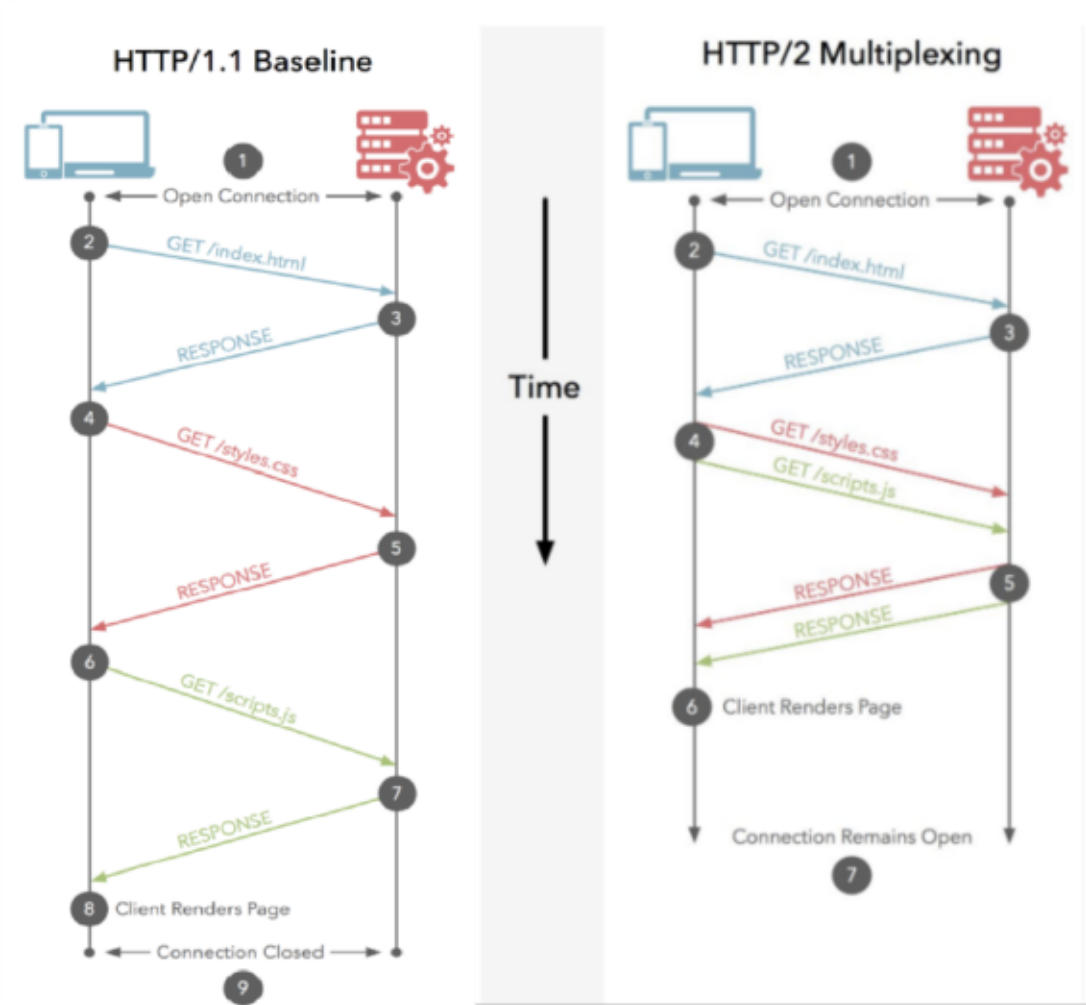 HTTP/1.1 Baseline
1
Open Connection
2
GET /index.html
3
RESPONSE
4
GET /styles.css
5
RESPONSE
6
GET /scripts.js
7
RESPONSE
8 Client Renders Page
Connection Closed
9
Time
HTTP/2 Multiplexing
1
Open Connection
2
GET /index.html
3
RESPONSE
4
GET /styles.css
GET /scripts.js
5
RESPONSE
RESPONSE
6 Client Renders Page
Connection Remains Open
7